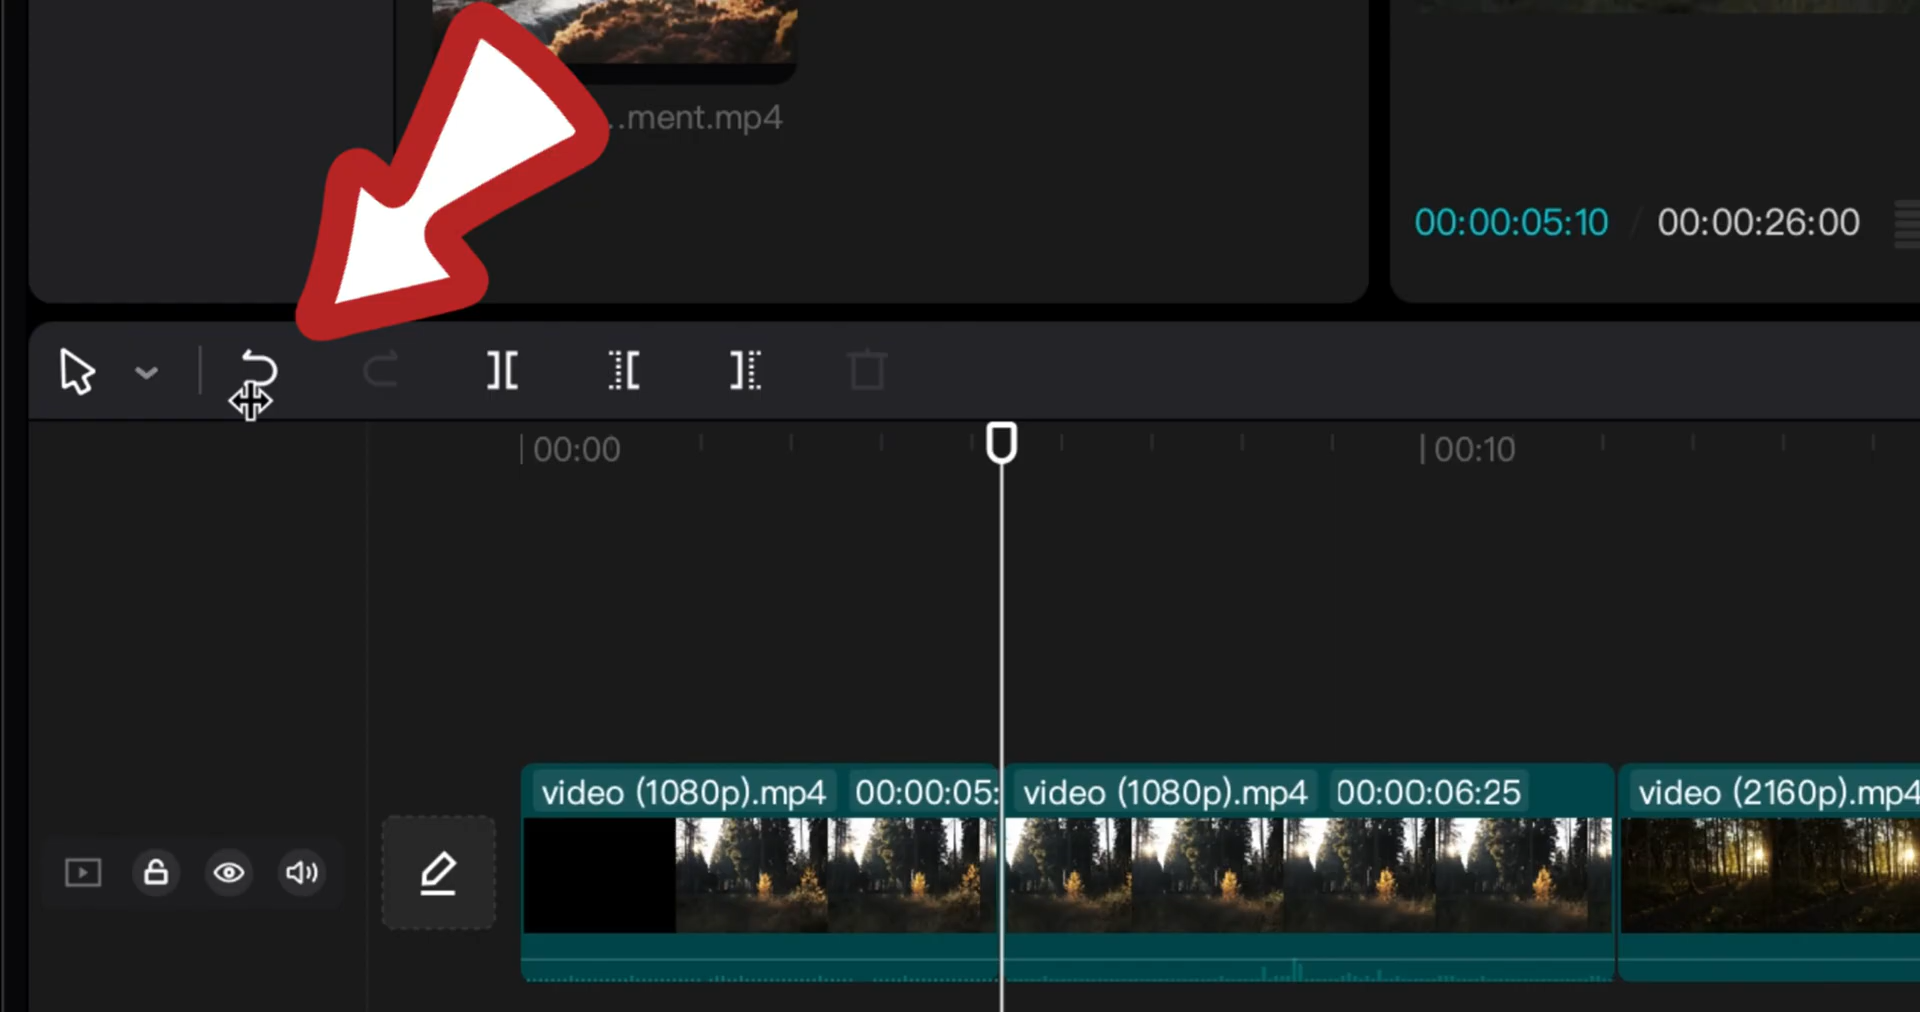 ...ment.mp4
00:00:05:10 / 00:00:26:00
00:00
00:10
video (1080p).mp4 00:00:05:
video (1080p).mp4 00:00:06:25
video (2160p).mp4